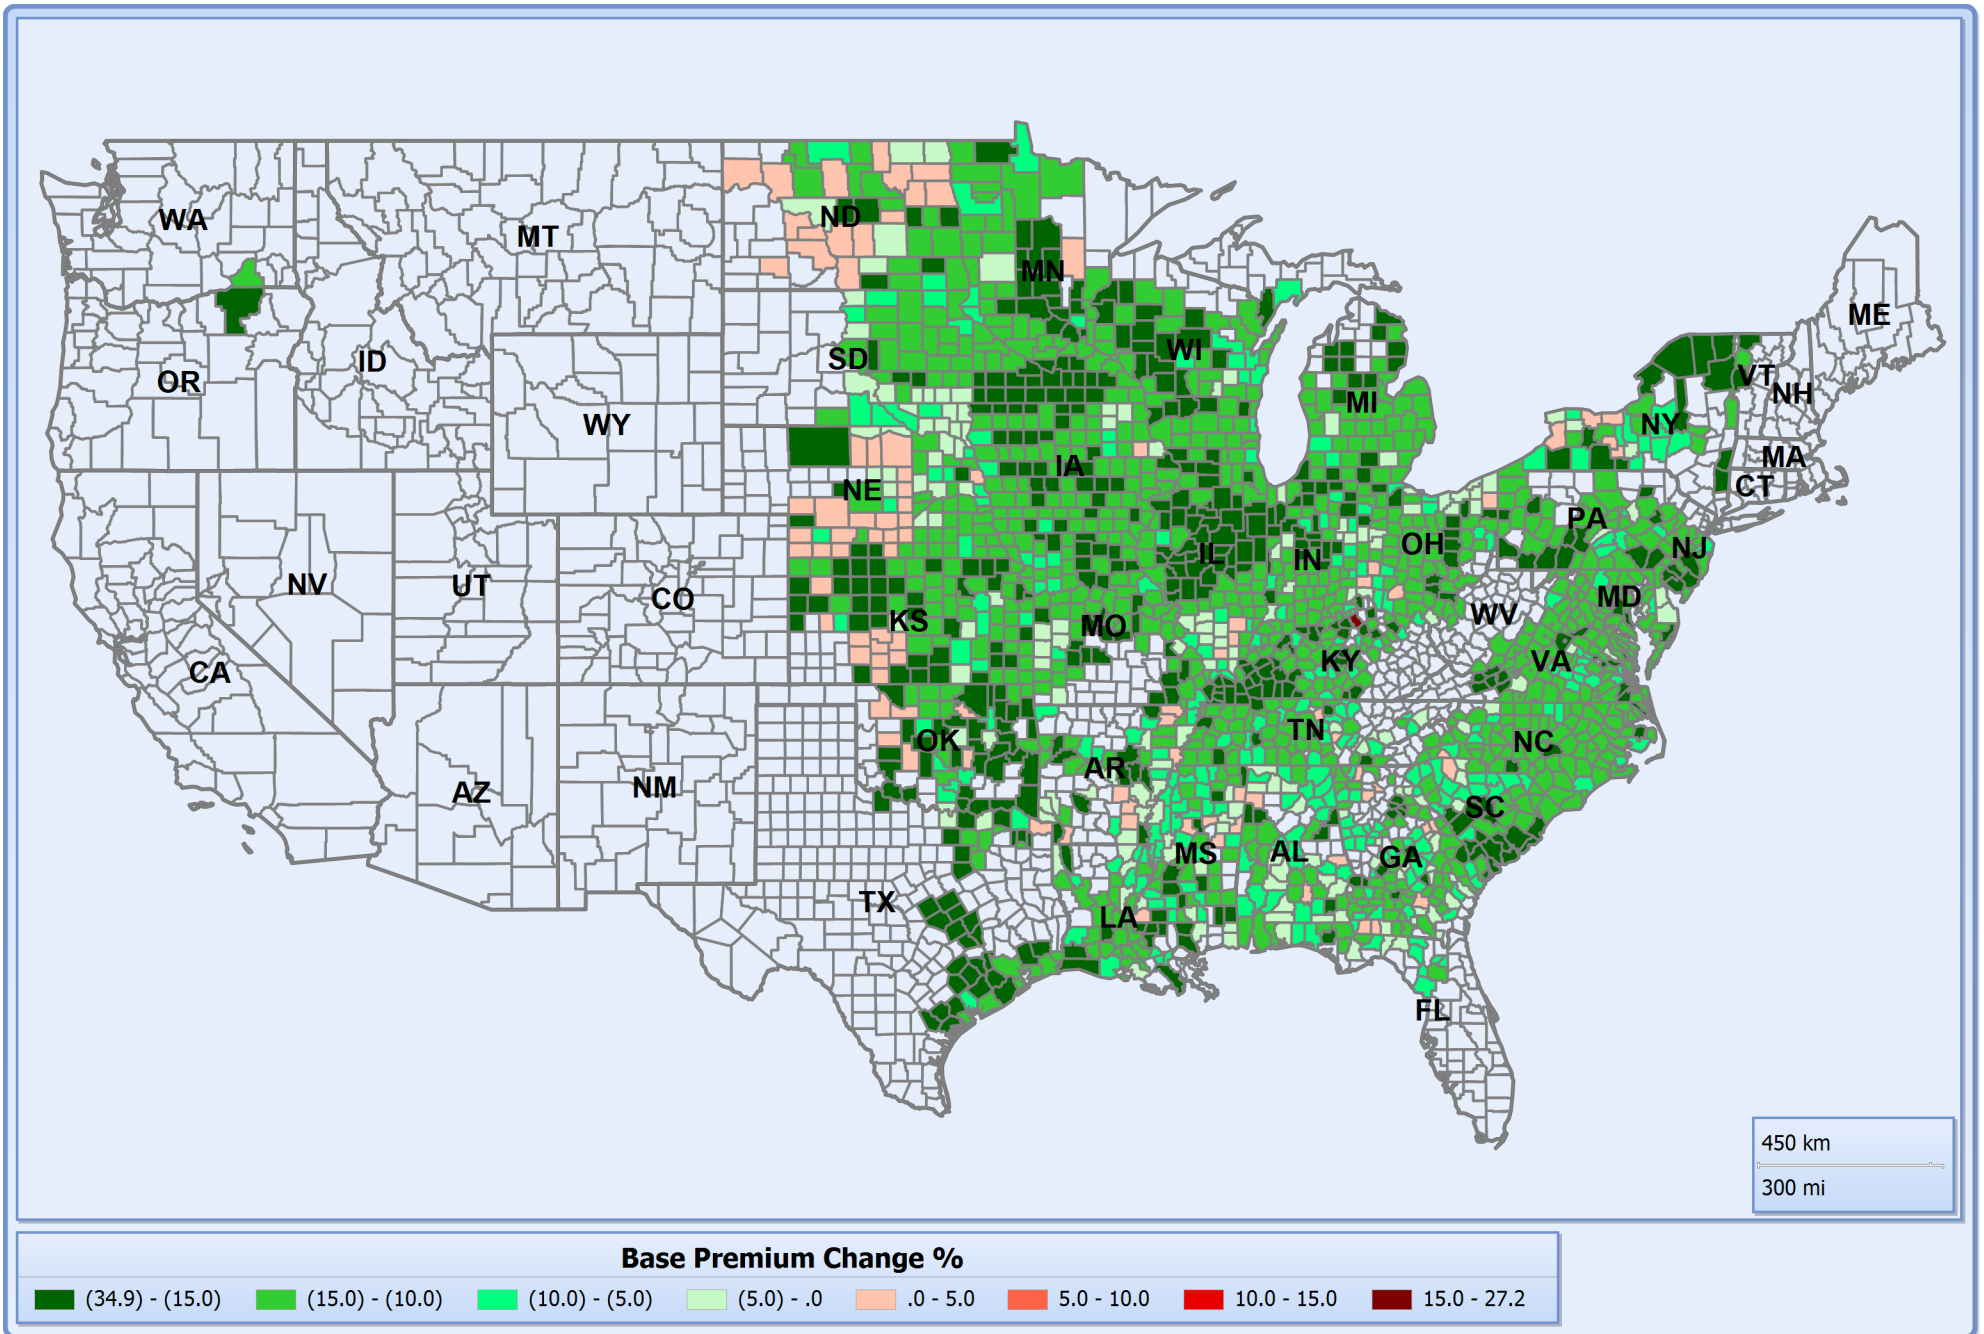 WA
MT
ND
MN
ME
OR
ID
SD
WI
VT
NH
WY
MI
NY
MA
CT
IA
NE
PA
NJ
NV
UT
CO
IL
IN
OH
MD
KS
MO
WV
CA
KY
VA
AZ
NM
OK
AR
TN
NC
SC
MS
AL
GA
TX
LA
FL
450 km
300 mi
Base Premium Change %
(34.9) - (15.0) (15.0) - (10.0) (10.0) - (5.0) (5.0) - .0 .0 - 5.0 5.0 - 10.0 10.0 - 15.0 15.0 - 27.2